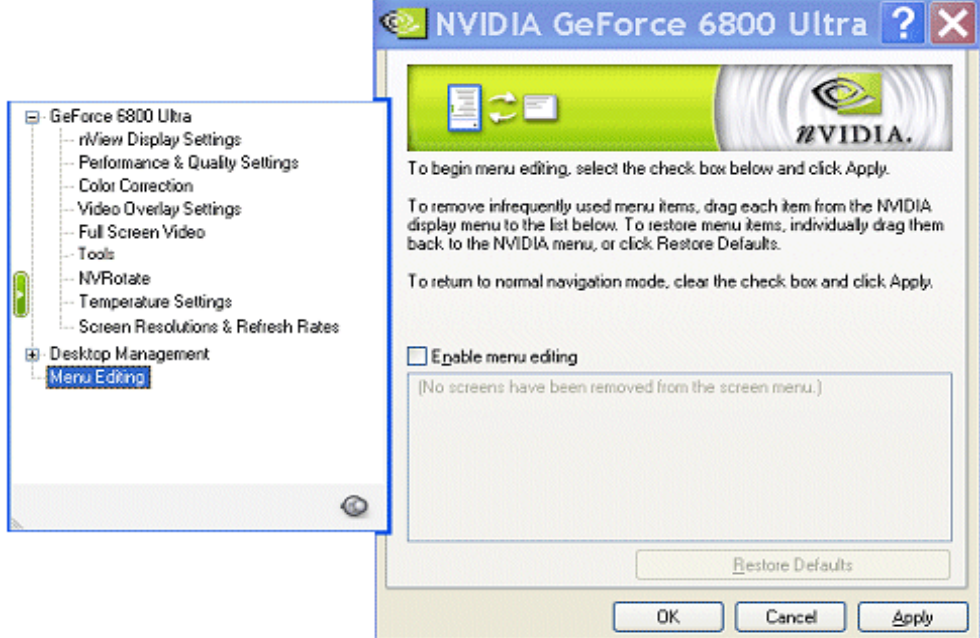 NVIDIA GeForce 6800 Ultra
NVIDIA.
GeForce 6800 Ultra
nView Display Settings
Performance & Quality Settings
Color Correction
Video Overlay Settings
Full Screen Video
Tools
NVRotate
Temperature Settings
Screen Resolutions & Refresh Rates
Desktop Management
Menu Editing
To begin menu editing, select the check box below and click Apply.
To remove infrequently used menu items, drag each item from the NVIDIA
display menu to the list below. To restore menu items, individually drag them
back to the NVIDIA menu, or click Restore Defaults.
To return to normal navigation mode, clear the check box and click Apply.
Enable menu editing
(No screens have been removed from the screen menu.)
Restore Defaults
OK
Cancel
Apply